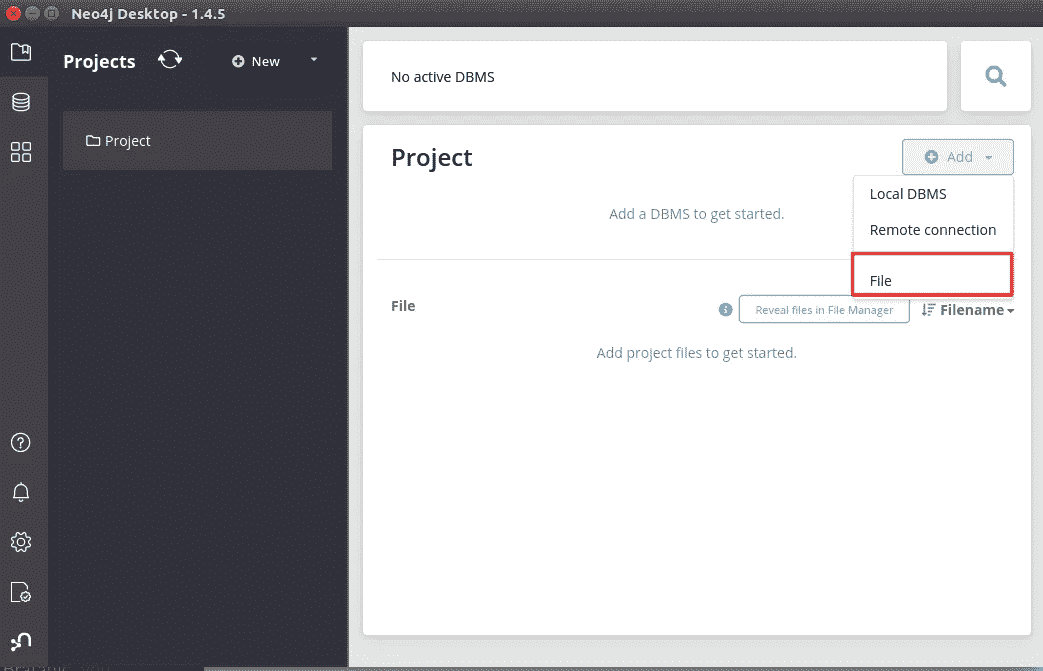 Neo4j Desktop - 1.4.5
Projects
New
Project
No active DBMS
Project
Add
Local DBMS
Remote connection
File
Add a DBMS to get started.
File
Reveal files in File Manager
Filename
Add project files to get started.